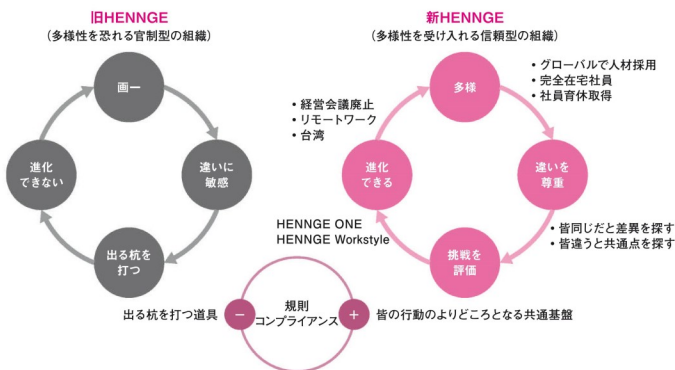 旧HENNGE
(多様性を恐れる官制型の組織)
画一
違いに
敏感
出る杭を
打つ
進化
できない
新HENNGE
(多様性を受け入れる信頼型の組織)
多様
• グローバルで人材採用
• 完全在宅社員
• 社員育休取得
違いを
尊重
• 皆同じだと差異を探す
• 皆違うと共通点を探す
挑戦を
評価
進化
できる
• 経営会議廃止
• リモートワーク
• 台湾
HENNGE ONE
HENNGE Workstyle
出る杭を打つ道具
−
規則
コンプライアンス
+
皆の行動のよりどころとなる共通基盤